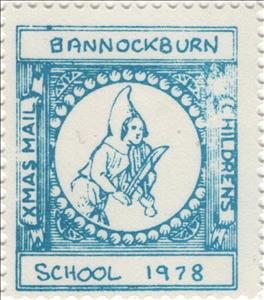 BANNOCKBURN
XMAS MAIL
CHILDRENS
SCHOOL 1978